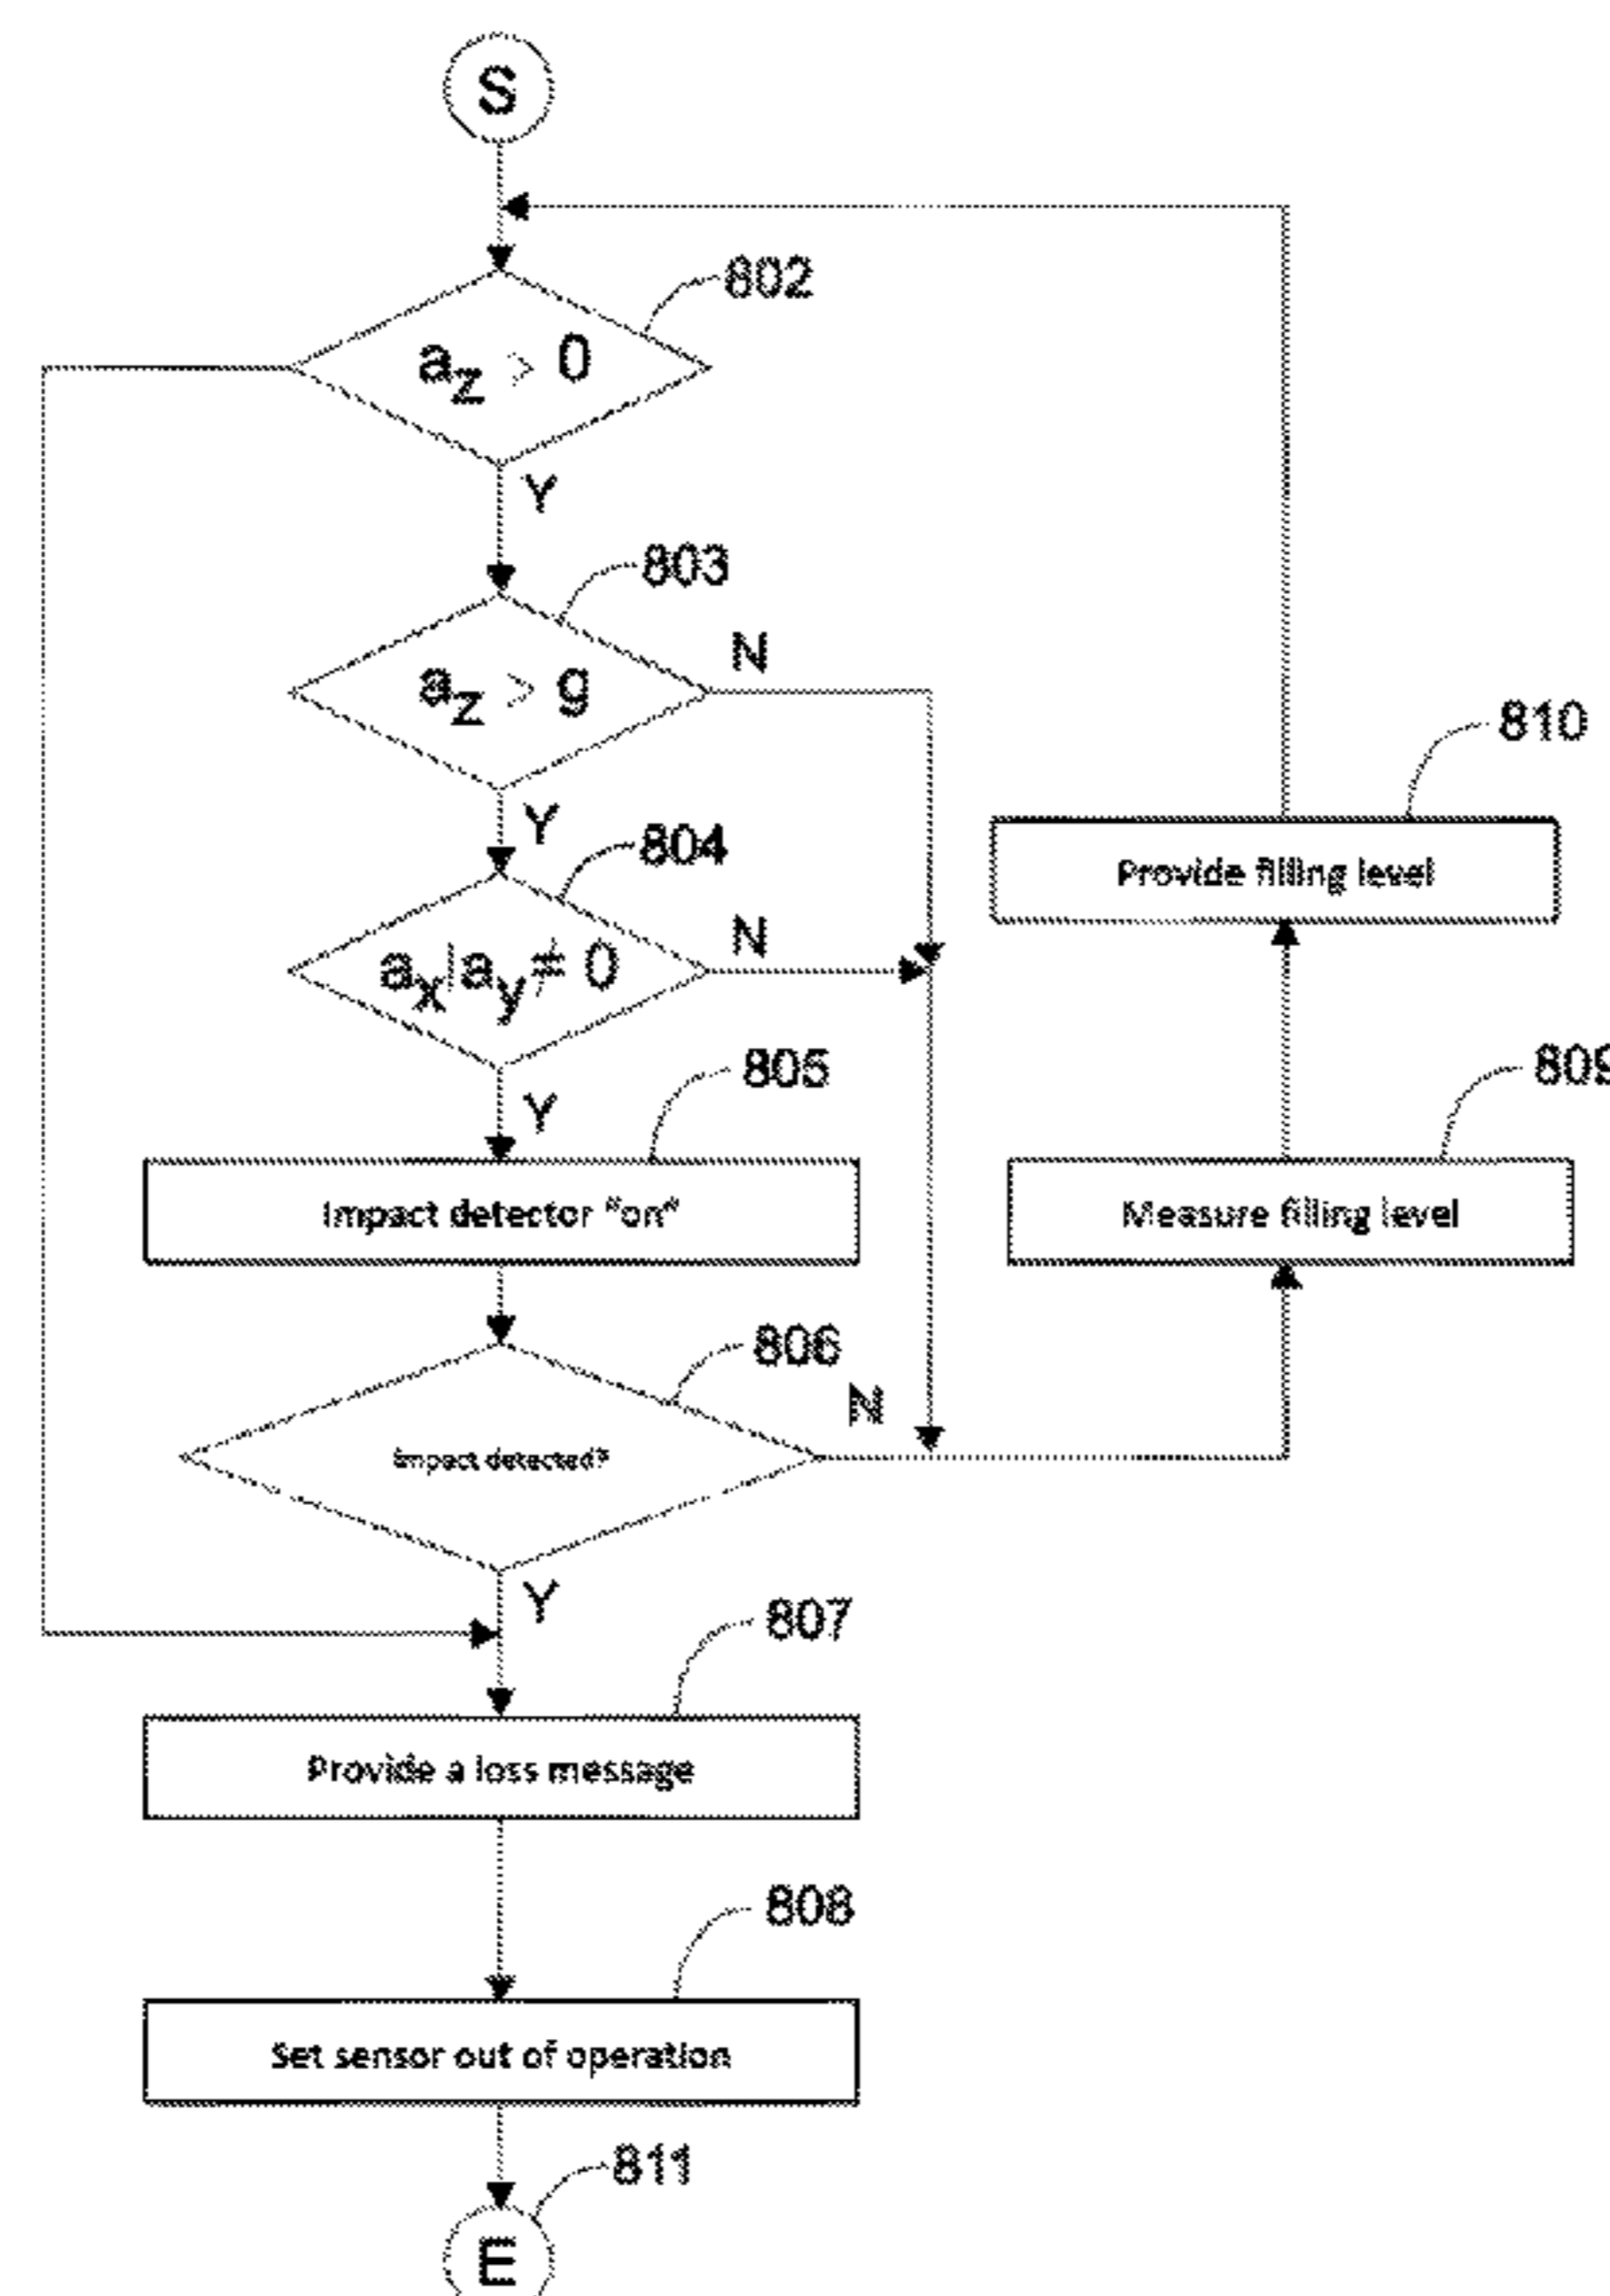 S
802
az > 0
Y
803
az > g
N
Y
804
ax|ay≠ 0
N
Y
805
Impact detector "on"
806
Impact detected?
N
Y
807
Provide a loss message
808
Set sensor out of operation
811
E
810
Provide filling level
809
Measure filling level